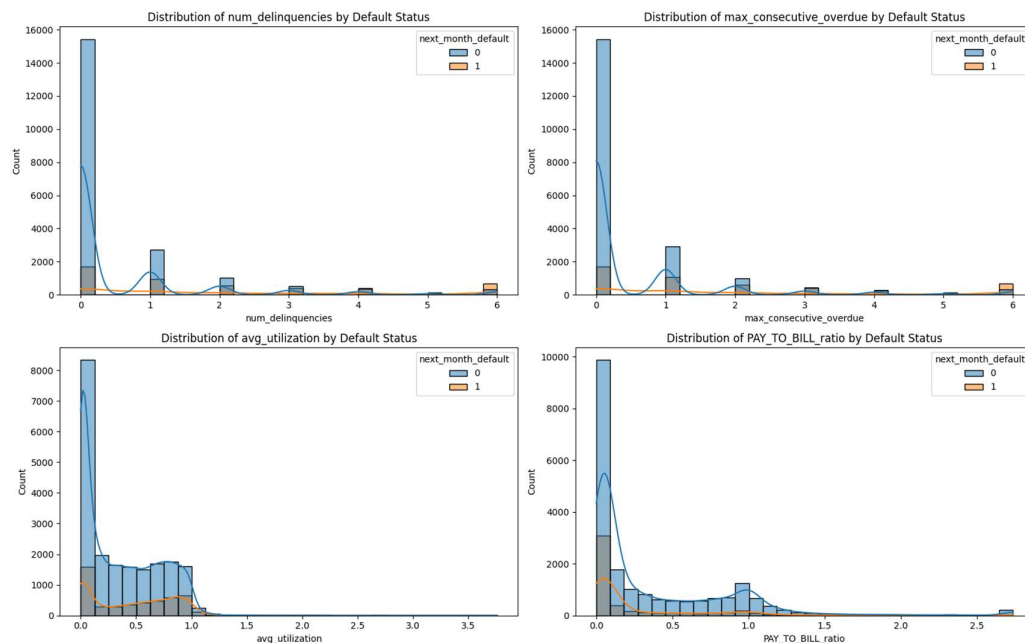 Distribution of num_delinquencies by Default Status
16000
14000
12000
10000
8000
6000
4000
2000
0
Count
next_month_default
0
1
0 1 2 3 4 5 6
num_delinquencies
Distribution of max_consecutive_overdue by Default Status
16000
14000
12000
10000
8000
6000
4000
2000
0
Count
next_month_default
0
1
0 1 2 3 4 5 6
max_consecutive_overdue
Distribution of avg_utilization by Default Status
8000
7000
6000
5000
4000
3000
2000
1000
0
Count
next_month_default
0
1
0.0 0.5 1.0 1.5 2.0 2.5 3.0 3.5
avg_utilization
Distribution of PAY_TO_BILL_ratio by Default Status
10000
8000
6000
4000
2000
0
Count
next_month_default
0
1
0.0 0.5 1.0 1.5 2.0 2.5
PAY_TO_BILL_ratio